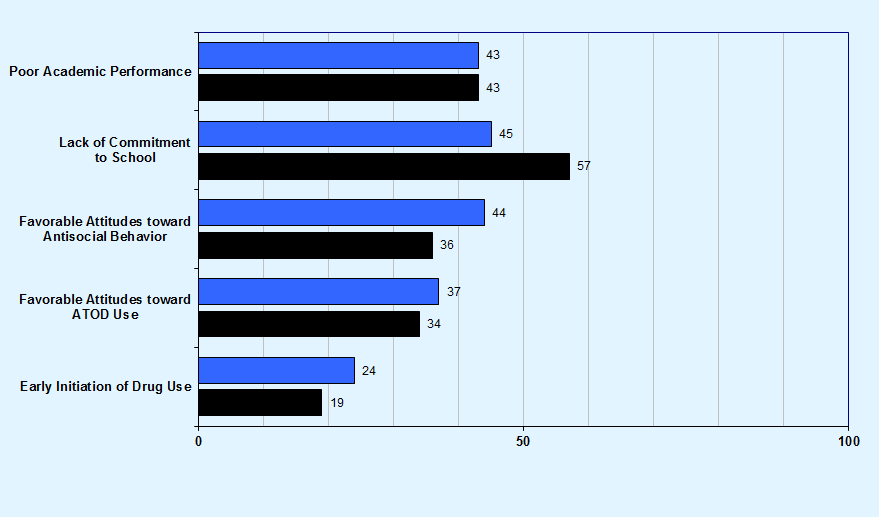 Poor Academic Performance
43
43
Lack of Commitment
to School
45
57
Favorable Attitudes toward
Antisocial Behavior
44
36
Favorable Attitudes toward
ATOD Use
37
34
Early Initiation of Drug Use
24
19
0 50 100